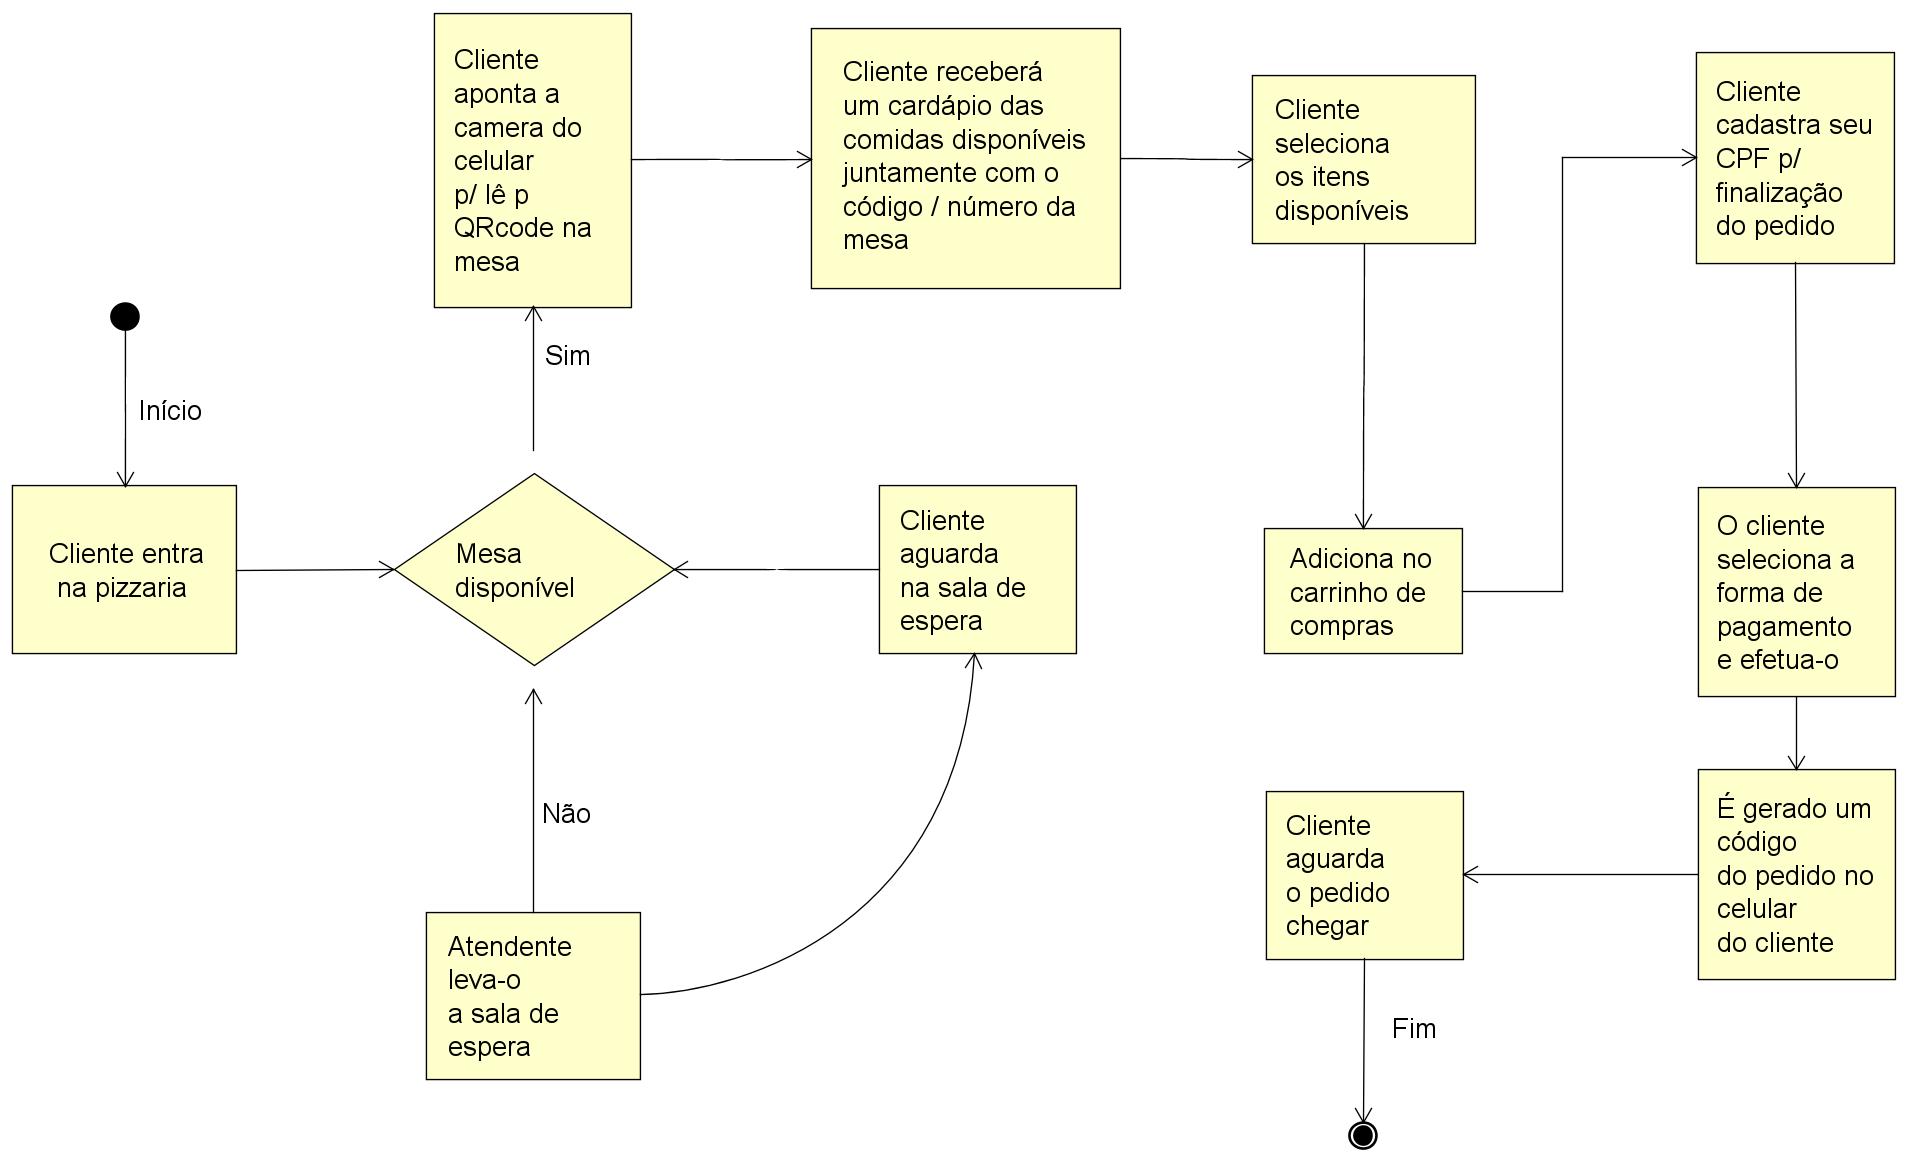 Início
Cliente entra
na pizzaria
Mesa
disponível
Sim
Cliente
aponta a
camera do
celular
p/ lê p
QRcode na
mesa
Cliente receberá
um cardápio das
comidas disponíveis
juntamente com o
código / número da
mesa
Cliente
seleciona
os itens
disponíveis
Adiciona no
carrinho de
compras
Cliente
cadastra seu
CPF p/
finalização
do pedido
O cliente
seleciona a
forma de
pagamento
e efetua-o
É gerado um
código
do pedido no
celular
do cliente
Cliente
aguarda
o pedido
chegar
Fim
Não
Atendente
leva-o
a sala de
espera
Cliente
aguarda
na sala de
espera